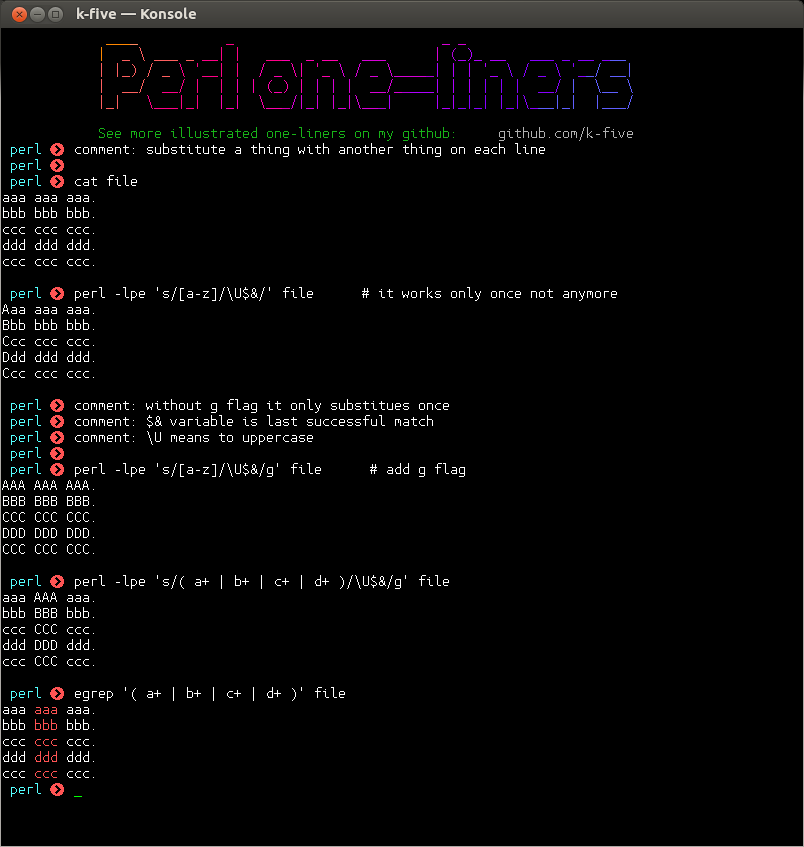 k-five — Konsole
Perl one-liners
See more illustrated one-liners on my github: github.com/k-five
perl comment: substitute a thing with another thing on each line
perl
perl cat file
aaa aaa aaa.
bbb bbb bbb.
ccc ccc ccc.
ddd ddd ddd.
ccc ccc ccc.
perl perl -lpe 's/[a-z]/\U$&/' file # it works only once not anymore
Aaa aaa aaa.
Bbb bbb bbb.
Ccc ccc ccc.
Ddd ddd ddd.
Ccc ccc ccc.
perl comment: without g flag it only substitues once
perl comment: $& variable is last successful match
perl comment: \U means to uppercase
perl
perl perl -lpe 's/[a-z]/\U$&/g' file # add g flag
AAA AAA AAA.
BBB BBB BBB.
CCC CCC CCC.
DDD DDD DDD.
CCC CCC CCC.
perl perl -lpe 's/( a+ | b+ | c+ | d+ )/\U$&/g' file
aaa AAA aaa.
bbb BBB bbb.
ccc CCC ccc.
ddd DDD ddd.
ccc CCC ccc.
perl egrep '( a+ | b+ | c+ | d+ )' file
aaa aaa aaa.
bbb bbb bbb.
ccc ccc ccc.
ddd ddd ddd.
ccc ccc ccc.
perl _